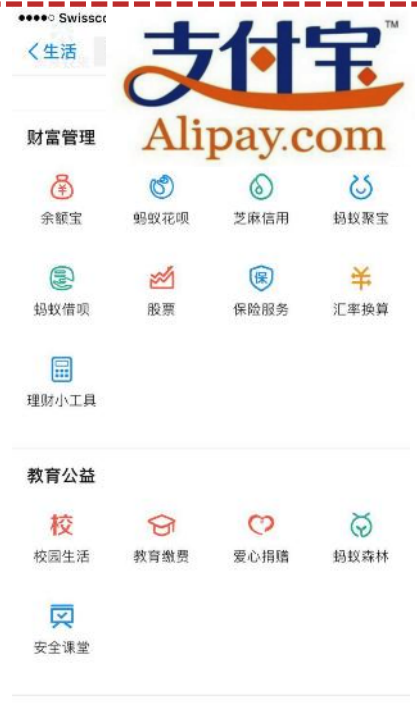 Swissco
生活
支付宝
TM
Alipay.com
财富管理
余额宝 蚂蚁花呗 芝麻信用 蚂蚁聚宝
蚂蚁借呗 股票 保险服务 汇率换算
保
理财小工具
教育公益
校
校园生活 教育缴费 爱心捐赠 蚂蚁森林
安全课堂